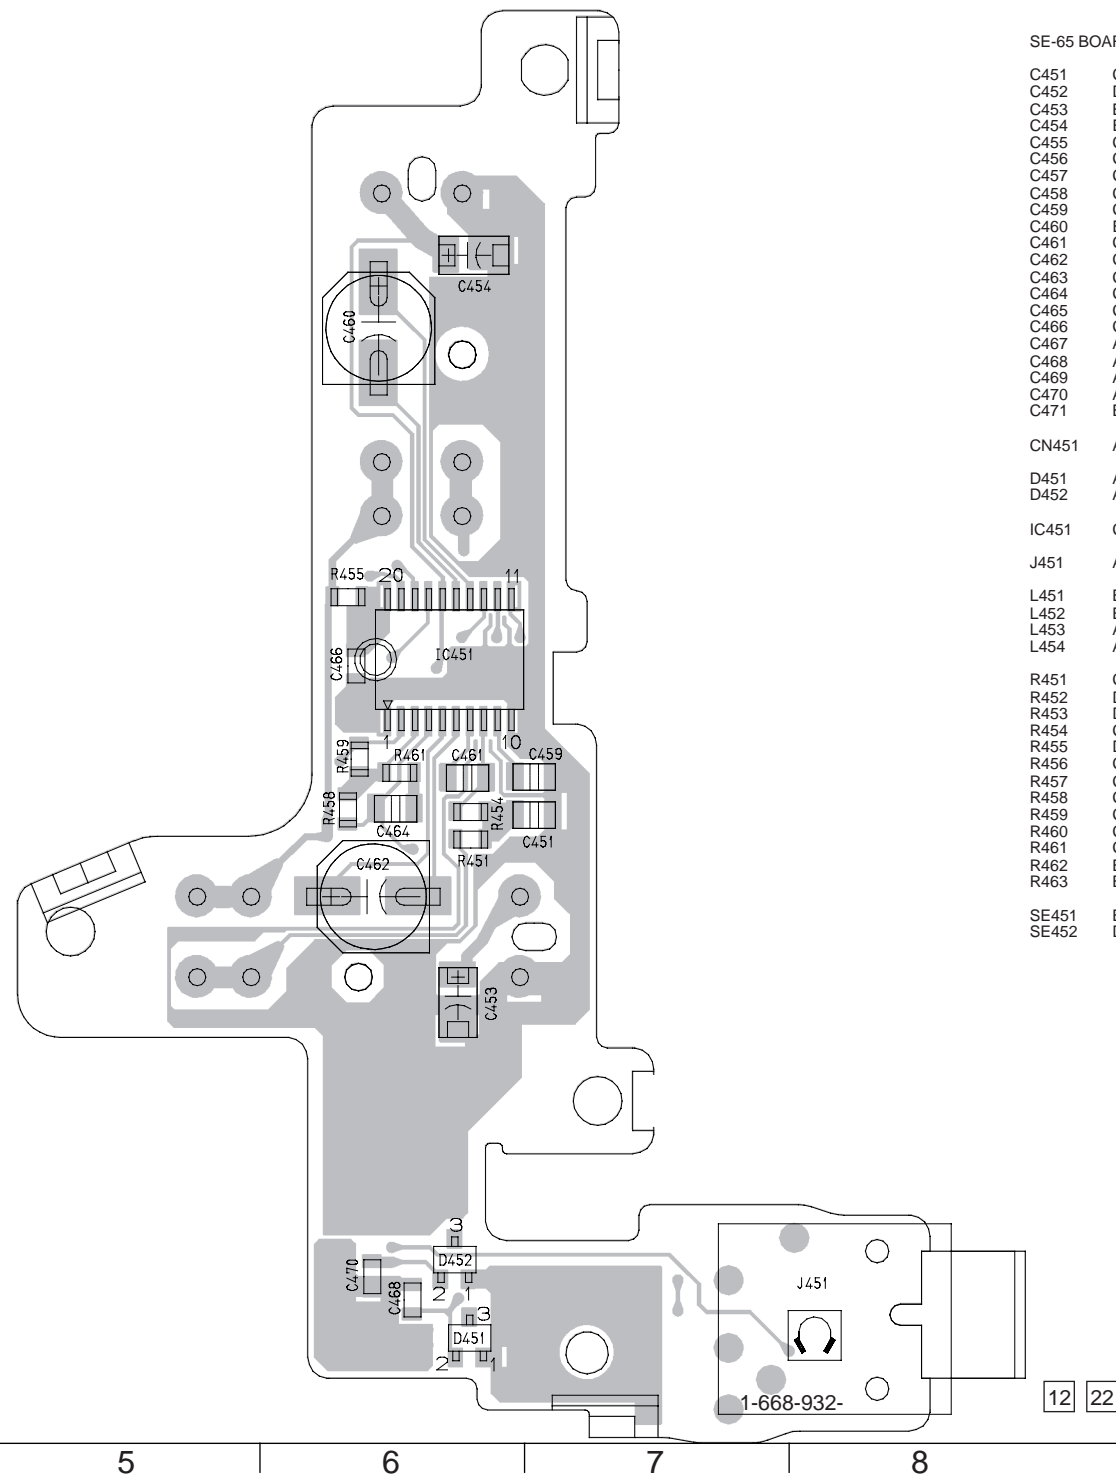 C454
C460
R455
20
11
C466
IC451
1
10
R459
R461
C461
C459
R458
C464
R454
C451
R451
C462
C453
3
D452
2
1
C470
C468
3
D451
2
1
J451
1-668-932-
5
6
7
8
SE-65
C451
C452
C453
C454
C455
C456
C457
C458
C459
C460
C461
C462
C463
C464
C465
C466
C467
C468
C469
C470
C471
CN451
D451
D452
IC451
J451
L451
L452
L453
L454
R451
R452
R453
R454
R455
R456
R457
R458
R459
R460
R461
R462
R463
SE451
SE452
12 22